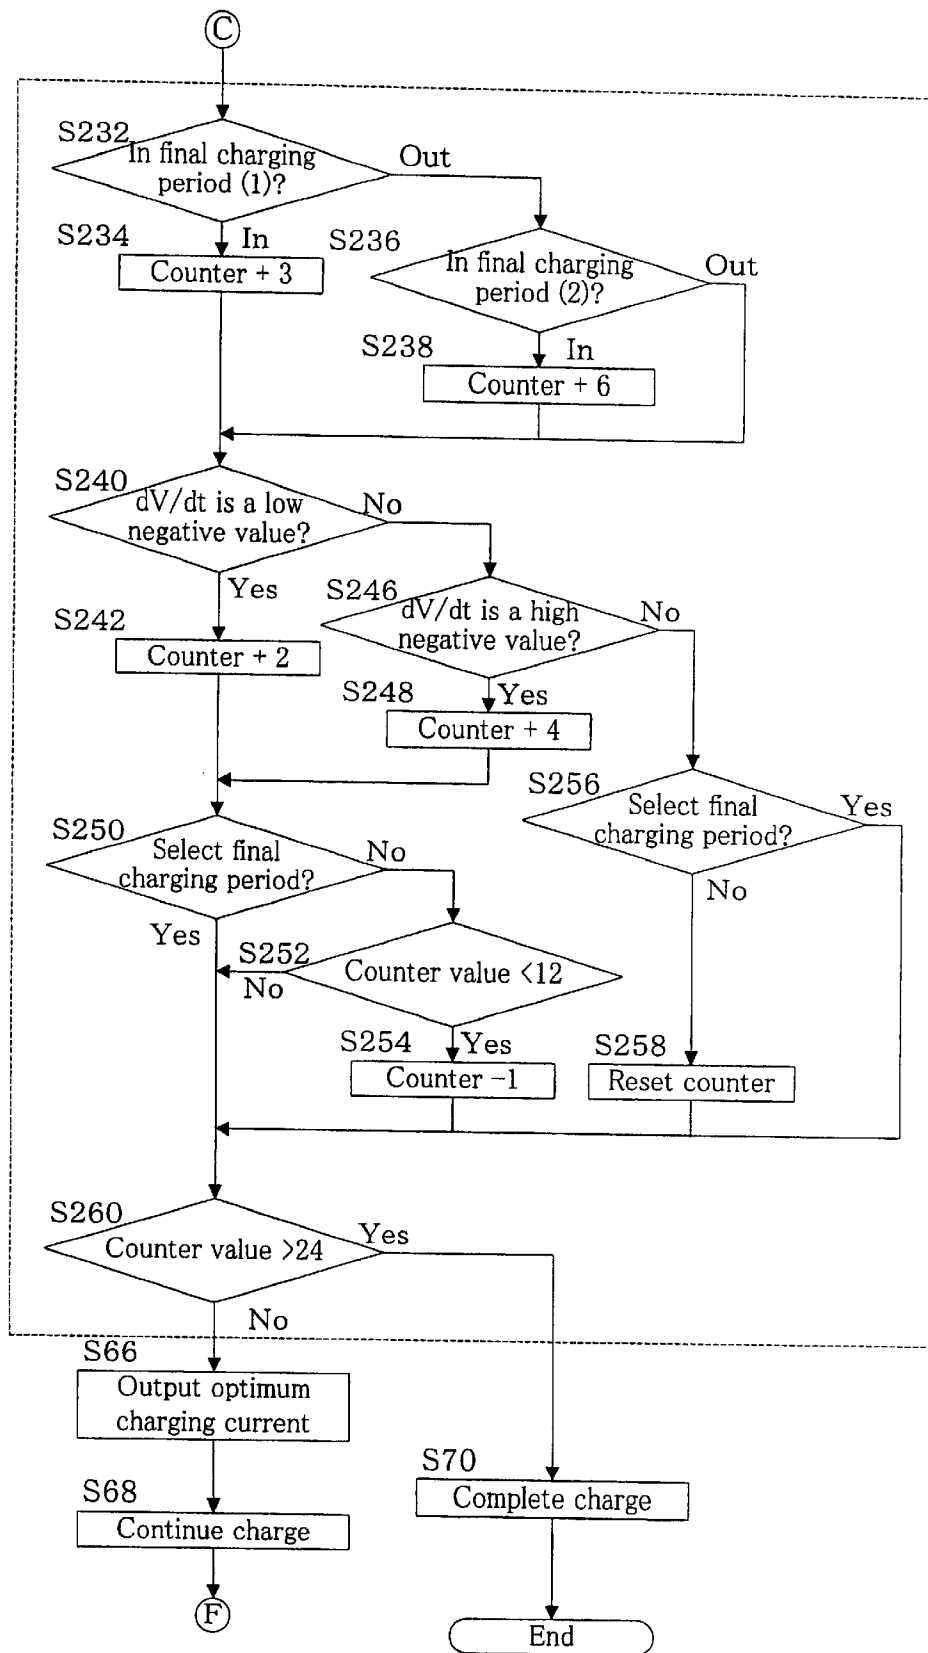 C
S232
In final charging
period (1)?
Out
S234
In
S236
Counter + 3
In final charging
period (2)?
Out
S238
In
Counter + 6
S240
dV/dt is a low
negative value?
No
Yes
S246
dV/dt is a high
negative value?
No
S242
Counter + 2
S248
Yes
Counter + 4
S256
Select final
charging period?
Yes
S250
Select final
charging period?
No
No
Yes
S252
Counter value <12
No
S254
Yes
S258
Counter −1
Reset counter
S260
Counter value >24
Yes
No
S66
Output optimum
charging current
S70
Complete charge
S68
Continue charge
F
End